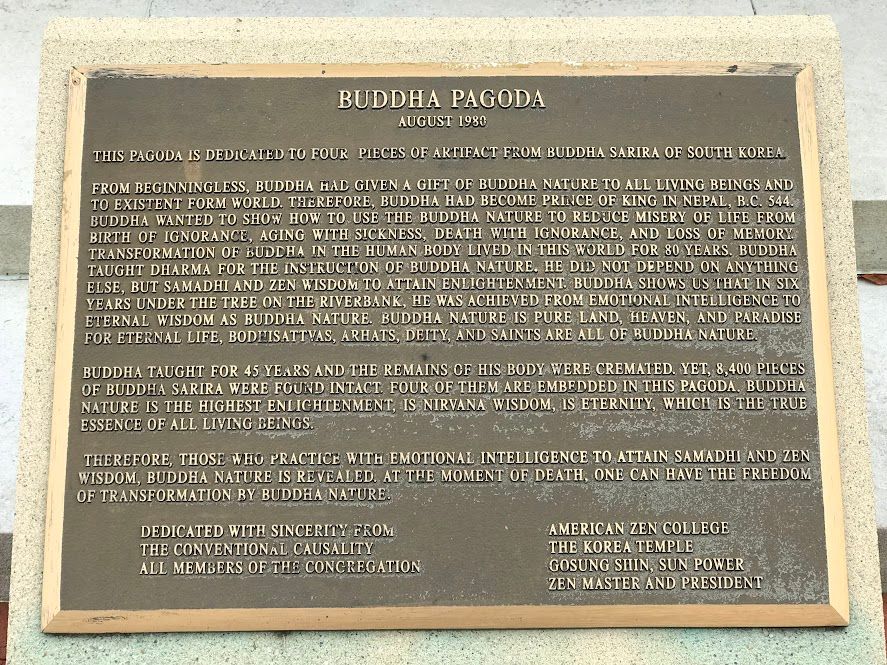 BUDDHA PAGODA
AUGUST 1980
THIS PAGODA IS DEDICATED TO FOUR PIECES OF ARTIFACT FROM BUDDHA SARIRA OF SOUTH KOREA
FROM BEGINNINGLESS, BUDDHA HAD GIVEN A GIFT OF BUDDHA NATURE TO ALL LIVING BEINGS AND
TO EXISTENT FORM WORLD. THEREFORE, BUDDHA HAD BECOME PRINCE OF KING IN NEPAL, B.C. 544.
BUDDHA WANTED TO SHOW HOW TO USE THE BUDDHA NATURE TO REDUCE MISERY OF LIFE FROM
BIRTH OF IGNORANCE, AGING WITH SICKNESS, DEATH WITH IGNORANCE, AND LOSS OF MEMORY.
TRANSFORMATION OF BUDDHA IN THE HUMAN BODY LIVED IN THIS WORLD FOR 80 YEARS. BUDDHA
TAUGHT DHARMA FOR THE INSTRUCTION OF BUDDHA NATURE. HE DID NOT DEPEND ON ANYTHING
ELSE, BUT SAMADHI AND ZEN WISDOM TO ATTAIN ENLIGHTENMENT. BUDDHA SHOWS US THAT IN SIX
YEARS UNDER THE TREE ON THE RIVERBANK, HE WAS ACHIEVED FROM EMOTIONAL INTELLIGENCE TO
ETERNAL WISDOM AS BUDDHA NATURE. BUDDHA NATURE IS PURE LAND, HEAVEN, AND PARADISE
FOR ETERNAL LIFE, BODHISATTVAS, ARHATS, DEITY, AND SAINTS ARE ALL OF BUDDHA NATURE.
BUDDHA TAUGHT FOR 45 YEARS AND THE REMAINS OF HIS BODY WERE CREMATED. YET, 8,400 PIECES
OF BUDDHA SARIRA WERE FOUND INTACT. FOUR OF THEM ARE EMBEDDED IN THIS PAGODA. BUDDHA
NATURE IS THE HIGHEST ENLIGHTENMENT, IS NIRVANA WISDOM, IS ETERNITY, WHICH IS THE TRUE
ESSENCE OF ALL LIVING BEINGS.
THEREFORE, THOSE WHO PRACTICE WITH EMOTIONAL INTELLIGENCE TO ATTAIN SAMADHI AND ZEN
WISDOM, BUDDHA NATURE IS REVEALED. AT THE MOMENT OF DEATH, ONE CAN HAVE THE FREEDOM
OF TRANSFORMATION BY BUDDHA NATURE.
DEDICATED WITH SINCERITY FROM
THE CONVENTIONAL CAUSALITY
ALL MEMBERS OF THE CONGREGATION
AMERICAN ZEN COLLEGE
THE KOREA TEMPLE
GOSUNG SHIN, SUN POWER
ZEN MASTER AND PRESIDENT